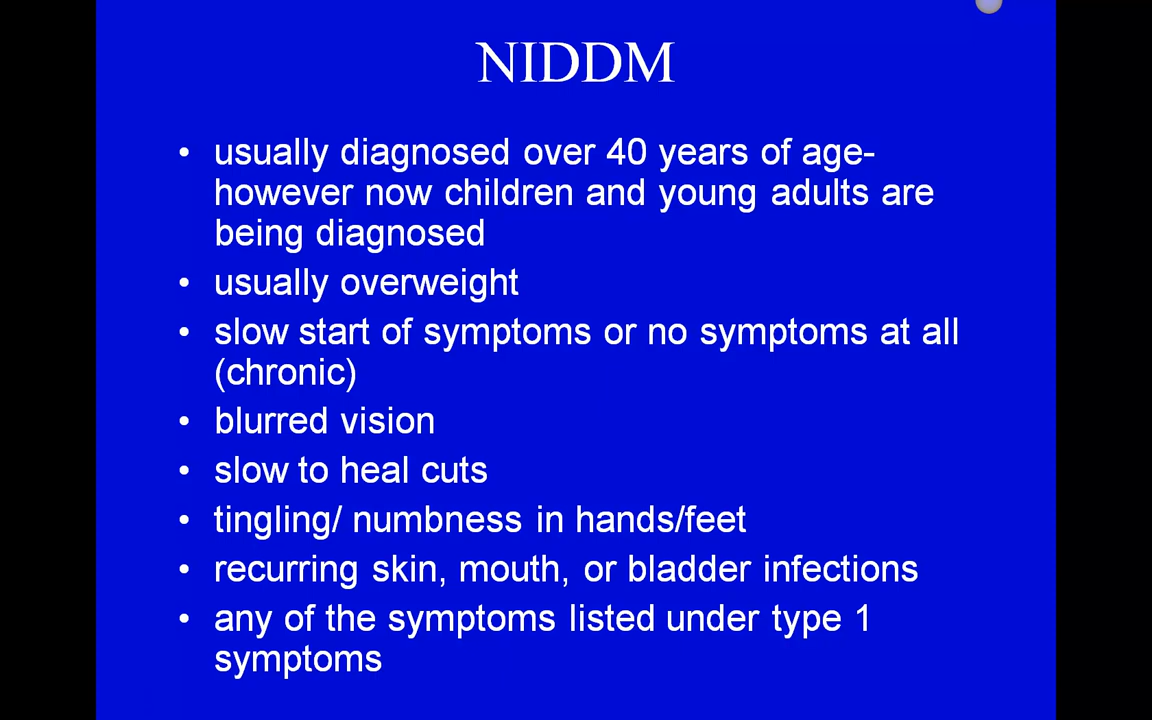 NIDDM
• usually diagnosed over 40 years of age-
however now children and young adults are
being diagnosed
• usually overweight
• slow start of symptoms or no symptoms at all
(chronic)
• blurred vision
• slow to heal cuts
• tingling/ numbness in hands/feet
• recurring skin, mouth, or bladder infections
• any of the symptoms listed under type 1
symptoms